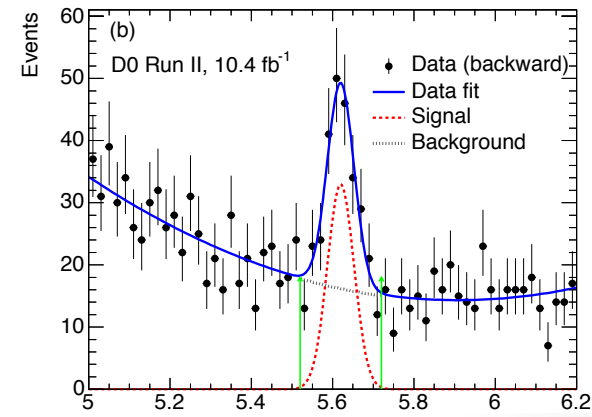 Events
60
50
40
30
20
10
0
(b)
D0 Run II, 10.4 fb⁻¹
Data (backward)
Data fit
Signal
Background
5 5.2 5.4 5.6 5.8 6 6.2